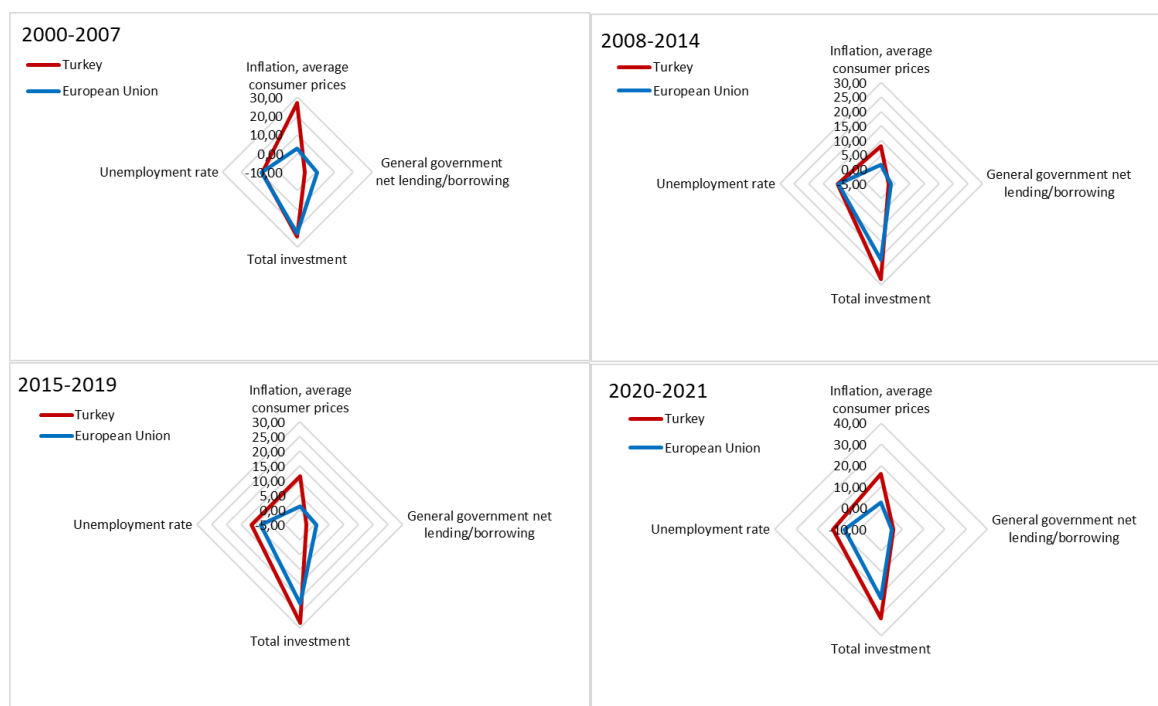 2000-2007
Turkey
European Union
Inflation, average
consumer prices
30,00
20,00
10,00
0,00
-10,00
Unemployment rate
General government
net lending/borrowing
Total investment
2008-2014
Turkey
European Union
Inflation, average
consumer prices
30,00
25,00
20,00
15,00
10,00
5,00
0,00
-5,00
Unemployment rate
General government net
lending/borrowing
Total investment
2015-2019
Turkey
European Union
Inflation, average
consumer prices
30,00
25,00
20,00
15,00
10,00
5,00
0,00
-5,00
Unemployment rate
General government net
lending/borrowing
Total investment
2020-2021
Turkey
European Union
Inflation, average
consumer prices
40,00
30,00
20,00
10,00
0,00
-10,00
Unemployment rate
General government net
lending/borrowing
Total investment